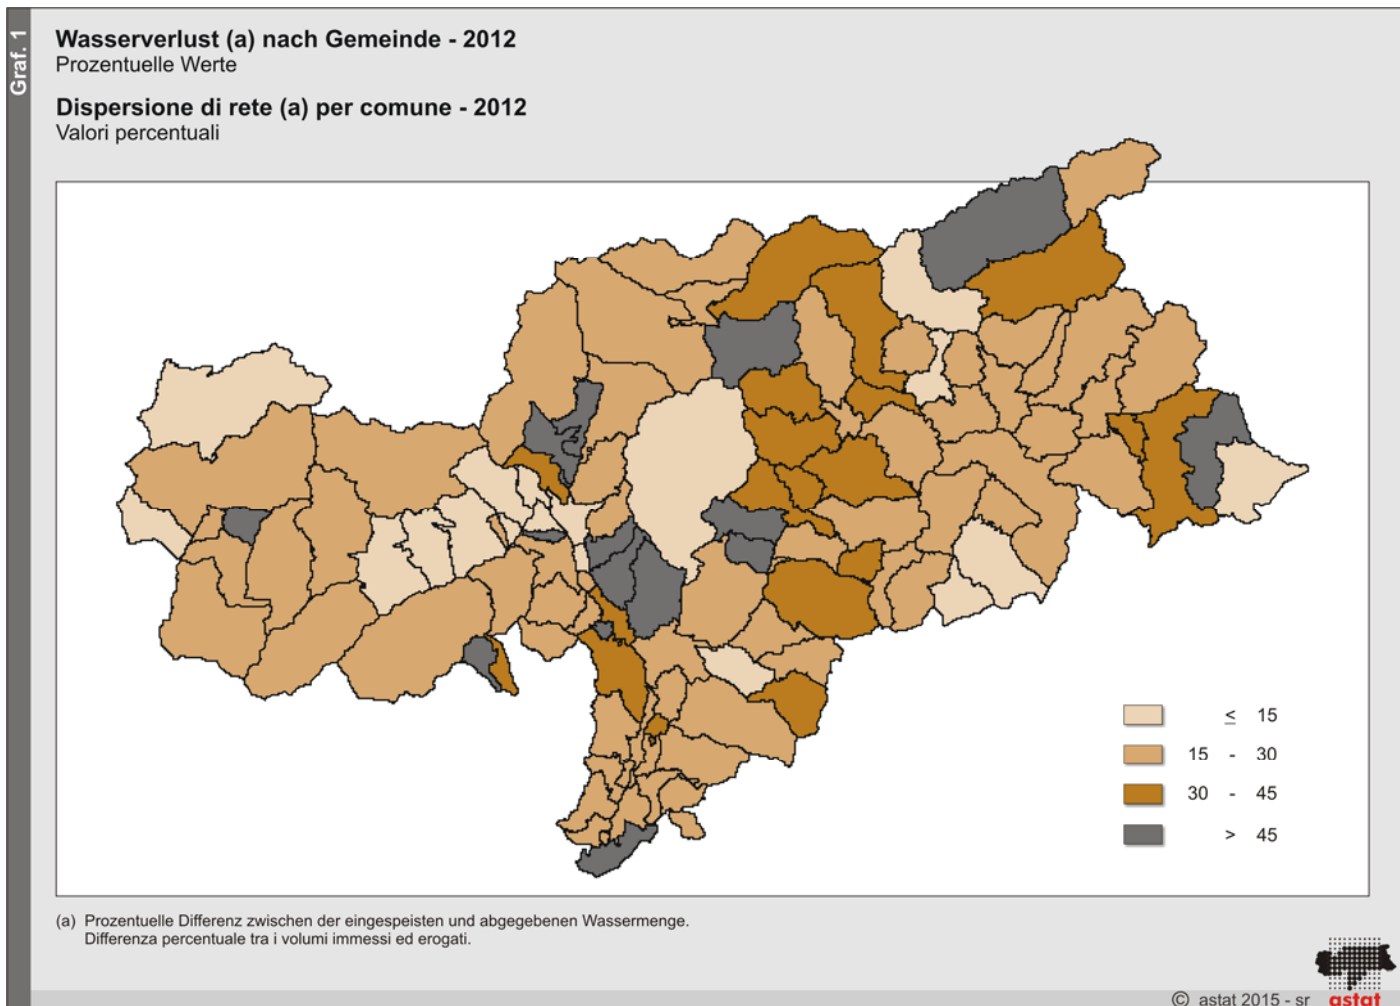 Graf. 1
Wasserverlust (a) nach Gemeinde - 2012
Prozentuelle Werte
Dispersione di rete (a) per comune - 2012
Valori percentuali
≤ 15
15 - 30
30 - 45
> 45
(a) Prozentuelle Differenz zwischen der eingespeisten und abgegebenen Wassermenge.
Differenza percentuale tra i volumi immessi ed erogati.
© astat 2015 - sr
astat